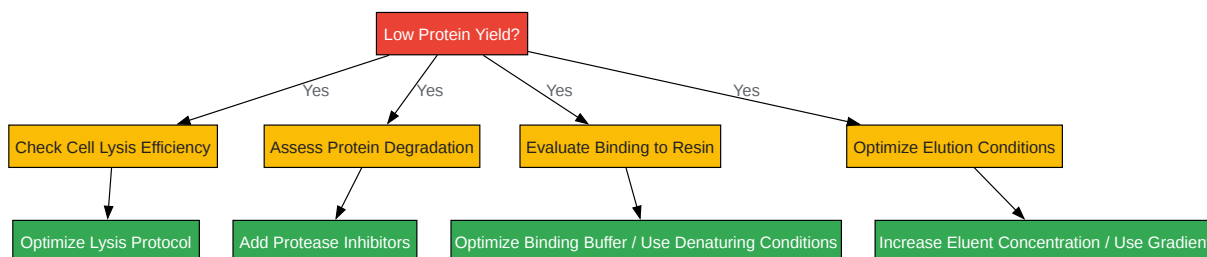 Low Protein Yield?
Yes
Yes
Yes
Yes
Check Cell Lysis Efficiency
Assess Protein Degradation
Evaluate Binding to Resin
Optimize Elution Conditions
Optimize Lysis Protocol
Add Protease Inhibitors
Optimize Binding Buffer / Use Denaturing Conditions
Increase Eluent Concentration / Use Gradien